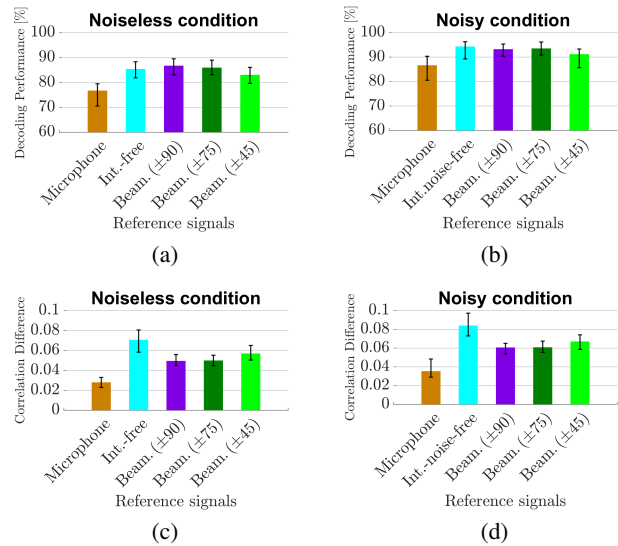 Noiseless condition
Decoding Performance [%]
100
90
80
70
60
Microphone
Int.-free
Beam. (±90)
Beam. (±75)
Beam. (±45)
Reference signals
(a)
Noisy condition
Decoding Performance [%]
100
90
80
70
60
Microphone
Int.noise-free
Beam. (±90)
Beam. (±75)
Beam. (±45)
Reference signals
(b)
Noiseless condition
Correlation Difference
0.1
0.08
0.06
0.04
0.02
0
Microphone
Int.-free
Beam. (±90)
Beam. (±75)
Beam. (±45)
Reference signals
(c)
Noisy condition
Correlation Difference
0.1
0.08
0.06
0.04
0.02
0
Microphone
Int.-noise-free
Beam. (±90)
Beam. (±75)
Beam. (±45)
Reference signals
(d)